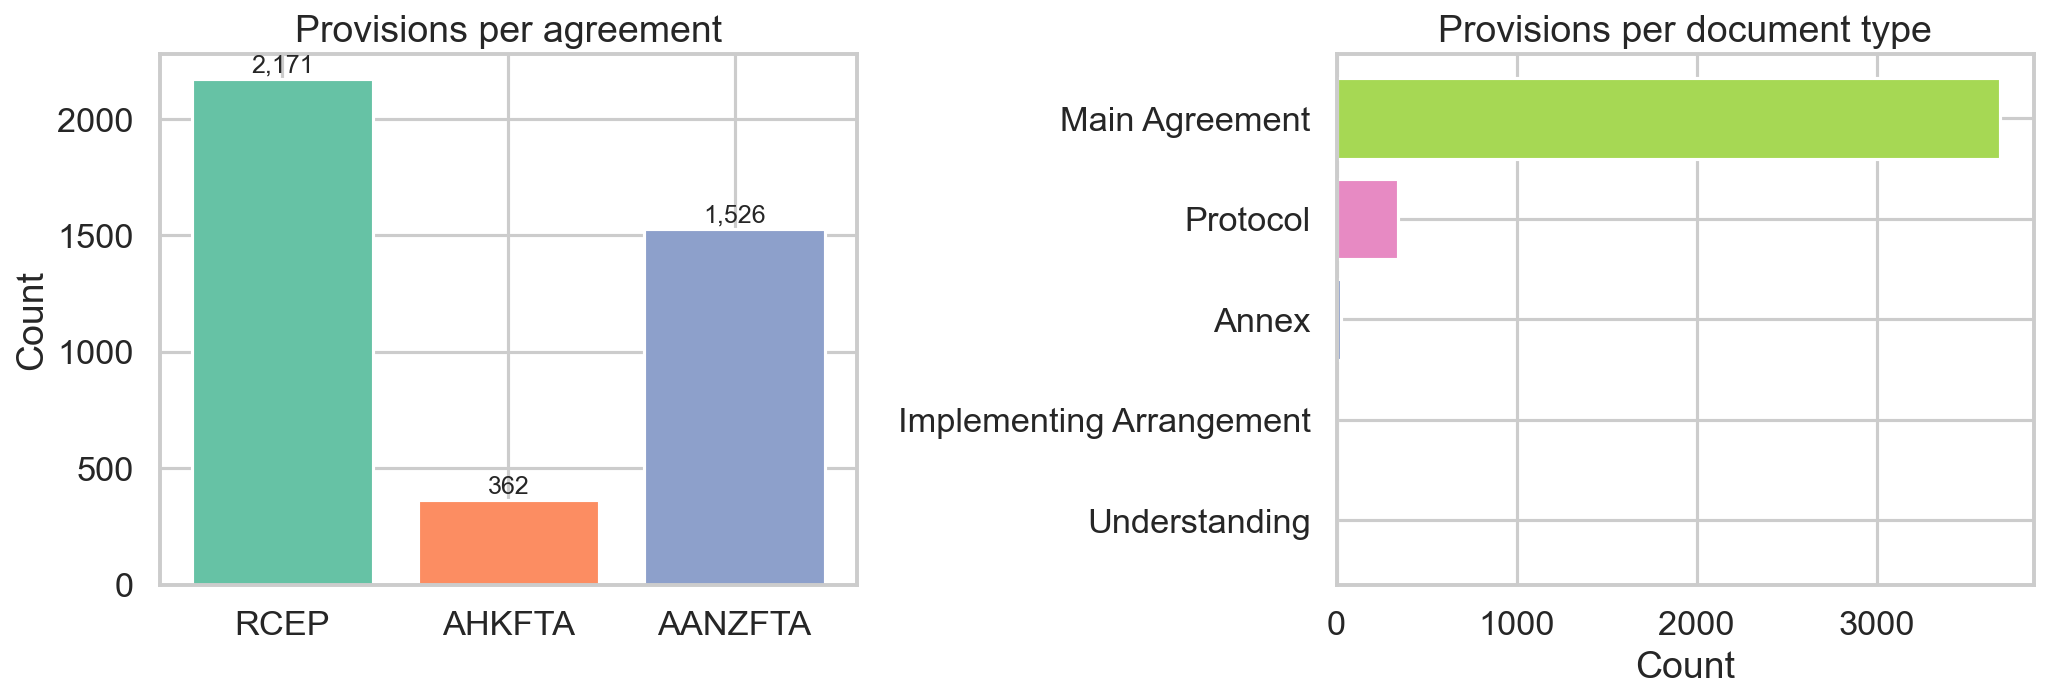 Provisions per agreement
2,171
362
1,526
2000
1500
1000
500
0
Count
RCEP
AHKFTA
AANZFTA
Provisions per document type
Main Agreement
Protocol
Annex
Implementing Arrangement
Understanding
0
1000
2000
3000
Count